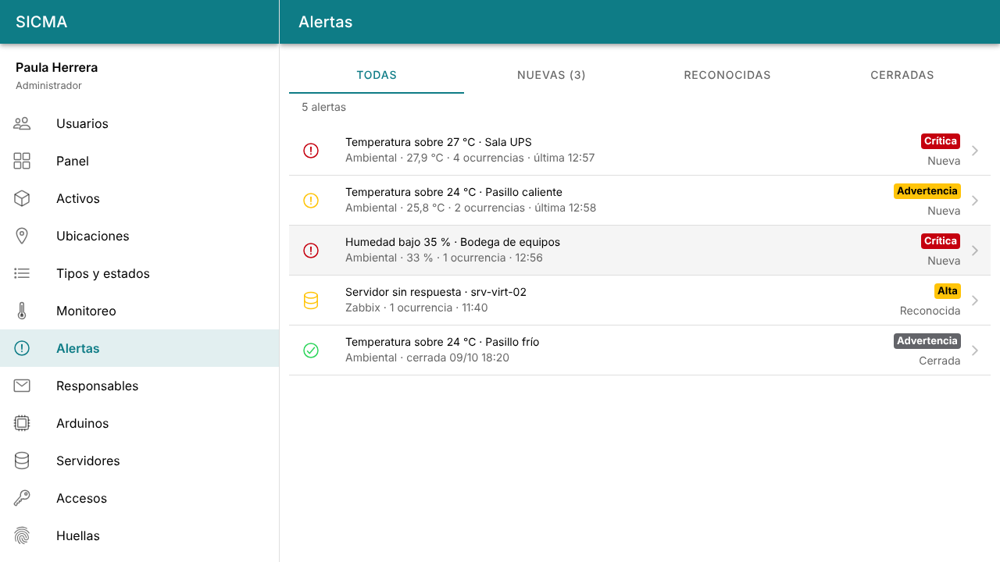 SICMA
Alertas
Paula Herrera
Administrador
Usuarios
Panel
Activos
Ubicaciones
Tipos y estados
Monitoreo
Alertas
Responsables
Arduinos
Servidores
Accesos
Huellas
TODAS
NUEVAS (3)
RECONOCIDAS
CERRADAS
5 alertas
Temperatura sobre 27 °C · Sala UPS
Ambiental · 27,9 °C · 4 ocurrencias · última 12:57
Crítica
Nueva
Temperatura sobre 24 °C · Pasillo caliente
Ambiental · 25,8 °C · 2 ocurrencias · última 12:58
Advertencia
Nueva
Humedad bajo 35 % · Bodega de equipos
Ambiental · 33 % · 1 ocurrencia · 12:56
Crítica
Nueva
Servidor sin respuesta · srv-virt-02
Zabbix · 1 ocurrencia · 11:40
Alta
Reconocida
Temperatura sobre 24 °C · Pasillo frío
Ambiental · cerrada 09/10 18:20
Advertencia
Cerrada